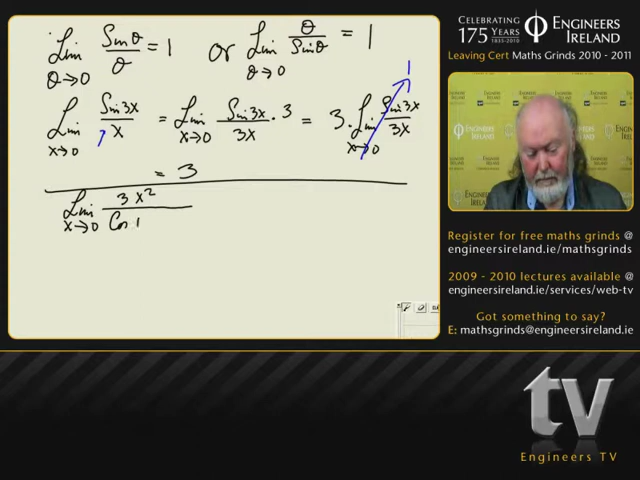 Lim θ→0 Sinθ/θ = 1 or Lim θ→0 θ/Sinθ = 1
1
Lim x→0 Sin3x/x = Lim x→0 Sin3x/3x · 3 = 3 · Lim x→0 Sin3x/3x
= 3
Lim x→0 3x²/Cos 1
CELEBRATING
175 YEARS
1835-2010
ENGINEERS
IRELAND
Leaving Cert Maths Grinds 2010 - 2011
Register for free maths grinds @
engineersireland.ie/mathsgrinds
2009 - 2010 lectures available @
engineersireland.ie/services/web-tv
Got something to say?
E: mathsgrinds@engineersireland.ie
tv
Engineers TV